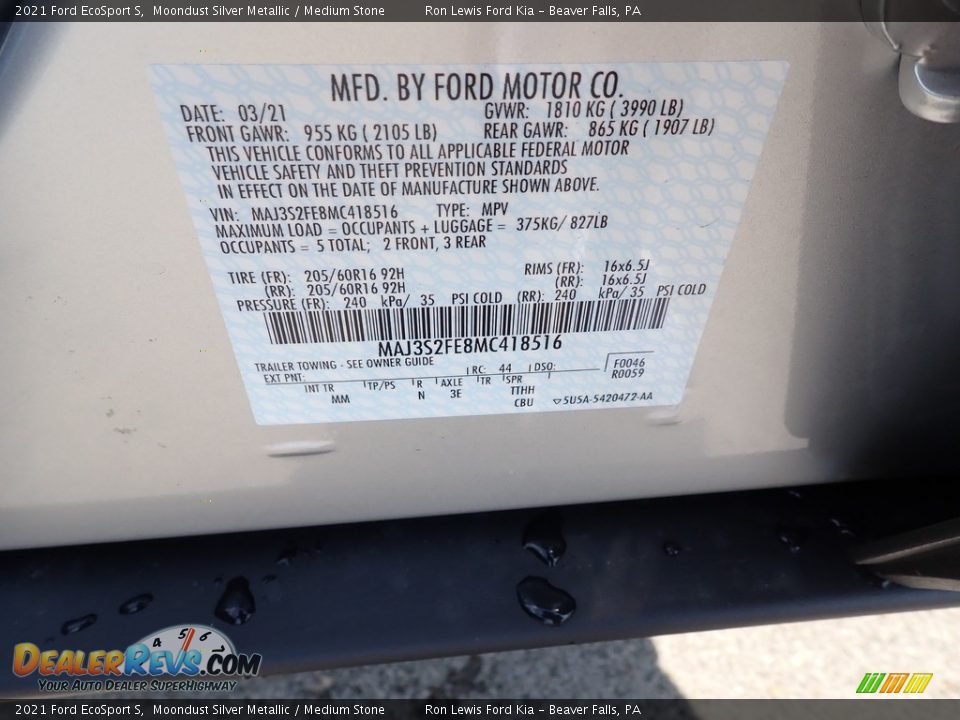 2021 Ford EcoSport S, Moondust Silver Metallic / Medium Stone Ron Lewis Ford Kia – Beaver Falls, PA
MFD. BY FORD MOTOR CO.
DATE: 03/21 GVWR: 1810 KG ( 3990 LB)
FRONT GAWR: 955 KG ( 2105 LB) REAR GAWR: 865 KG ( 1907 LB)
THIS VEHICLE CONFORMS TO ALL APPLICABLE FEDERAL MOTOR
VEHICLE SAFETY AND THEFT PREVENTION STANDARDS
IN EFFECT ON THE DATE OF MANUFACTURE SHOWN ABOVE.
VIN: MAJ3S2FE8MC418516 TYPE: MPV
MAXIMUM LOAD = OCCUPANTS + LUGGAGE = 375KG/ 827LB
OCCUPANTS = 5 TOTAL; 2 FRONT, 3 REAR
TIRE (FR): 205/60R16 92H RIMS (FR): 16x6.5J
(RR): 205/60R16 92H (RR): 16x6.5J
PRESSURE (FR): 240 kPa/ 35 PSI COLD (RR): 240 kPa/ 35 PSI COLD
MAJ3S2FE8MC418516
TRAILER TOWING - SEE OWNER GUIDE
EXT PNT: RC: 44 DSO: F0046
R0059
INT TR TP/PS R AXLE TR SPR
MM N 3E TTHH
CBU 5U5A-5420472-AA
4 5 6
DEALERREVS.COM
YOUR AUTO DEALER SUPERHIGHWAY
2021 Ford EcoSport S, Moondust Silver Metallic / Medium Stone Ron Lewis Ford Kia – Beaver Falls, PA